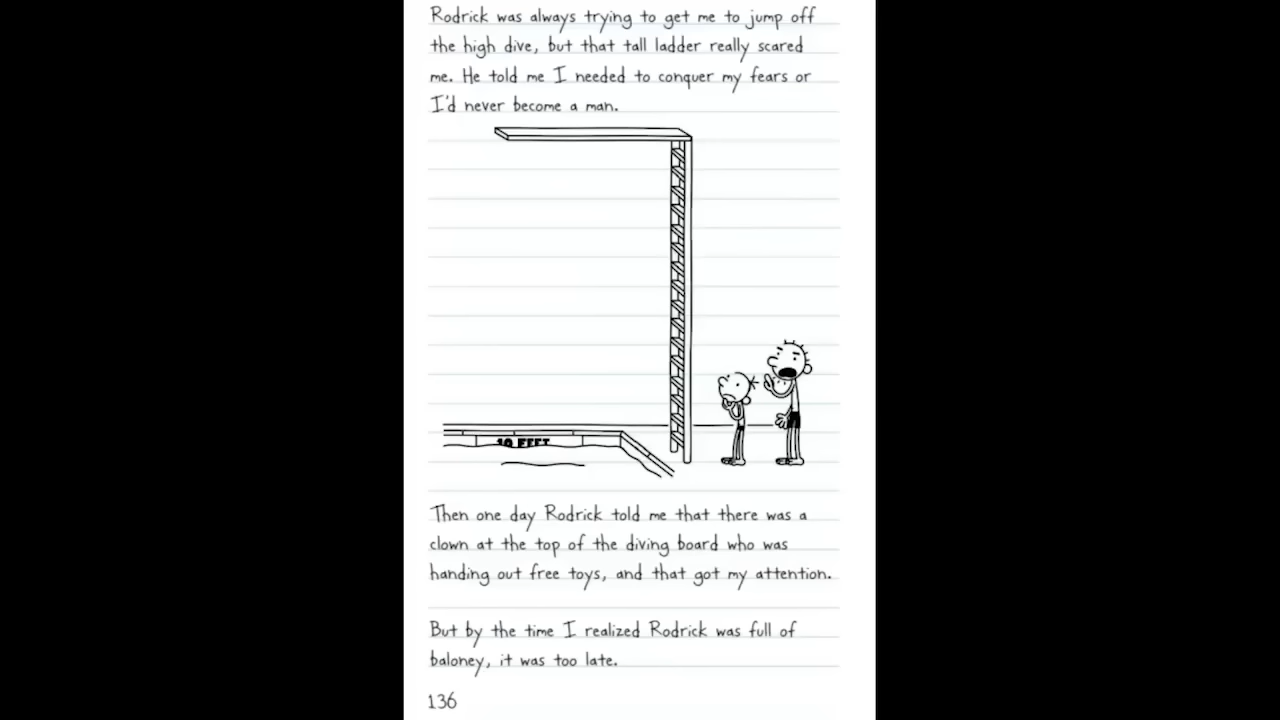 Rodrick was always trying to get me to jump off
the high dive, but that tall ladder really scared
me. He told me I needed to conquer my fears or
I'd never become a man.
10 FEET
Then one day Rodrick told me that there was a
clown at the top of the diving board who was
handing out free toys, and that got my attention.
But by the time I realized Rodrick was full of
baloney, it was too late.
136